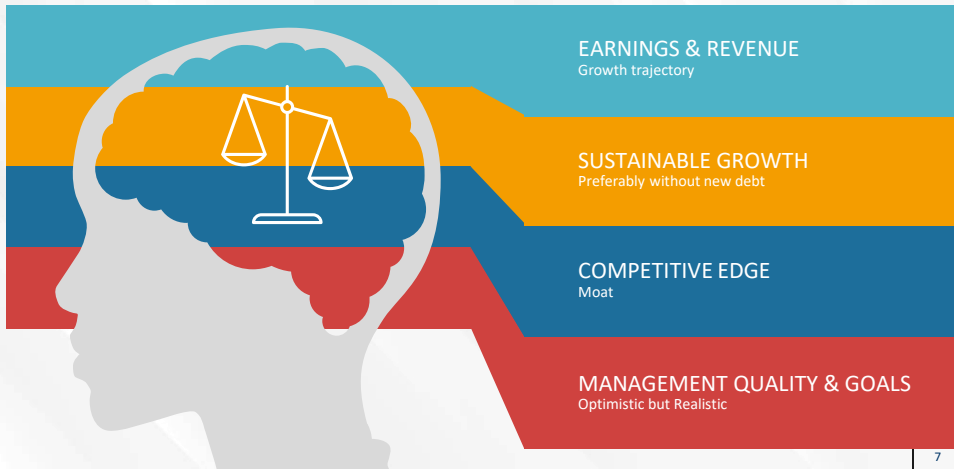 EARNINGS & REVENUE
Growth trajectory
SUSTAINABLE GROWTH
Preferably without new debt
COMPETITIVE EDGE
Moat
MANAGEMENT QUALITY & GOALS
Optimistic but Realistic
7